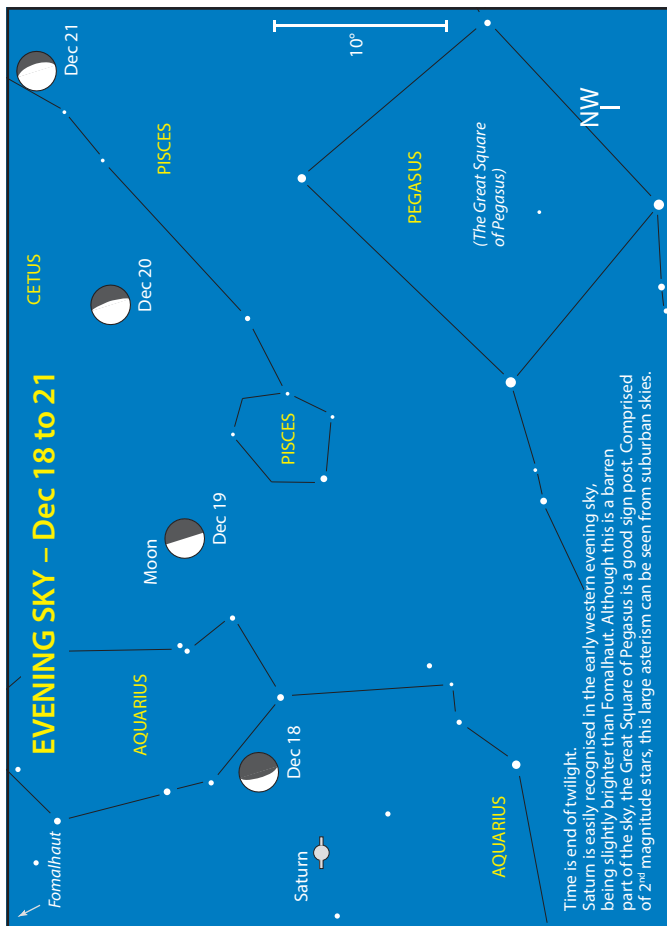 EVENING SKY – Dec 18 to 21
Fomalhaut
AQUARIUS
Moon
Dec 19
CETUS
Dec 20
Dec 21
PISCES
Dec 18
Saturn
PISCES
10°
PEGASUS
(The Great Square
of Pegasus)
AQUARIUS
NW
Time is end of twilight.
Saturn is easily recognised in the early western evening sky,
being slightly brighter than Fomalhaut. Although this is a barren
part of the sky, the Great Square of Pegasus is a good sign post. Comprised
of 2nd magnitude stars, this large asterism can be seen from suburban skies.